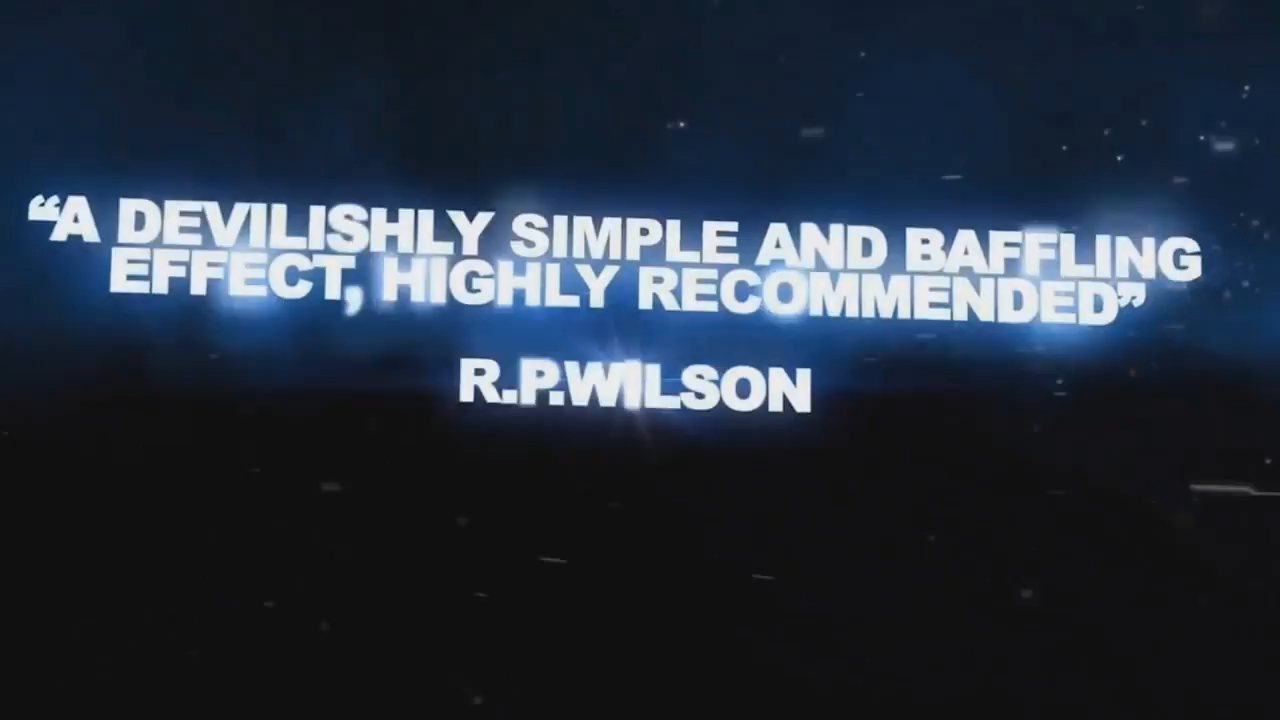 “A DEVILISHLY SIMPLE AND BAFFLING
EFFECT, HIGHLY RECOMMENDED”
R.P.WILSON